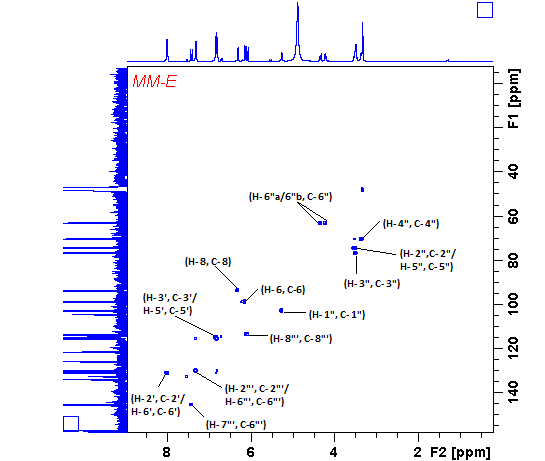 MM-E
F1 [ppm]
40
60
80
100
120
140
(H-6"a/6"b, C-6")
(H-4", C-4")
(H-2",C-2"/
H-5", C-5")
(H-3", C-3")
(H-8, C-8)
(H-6, C-6)
(H-3', C-3'/
H-5', C-5')
(H-1", C-1")
(H-8"', C-8"')
(H-2', C-2'/
H-6', C-6')
(H-2"', C-2"'/
H-6"', C-6"')
(H-7"', C-6"')
8 6 4 2 F2 [ppm]